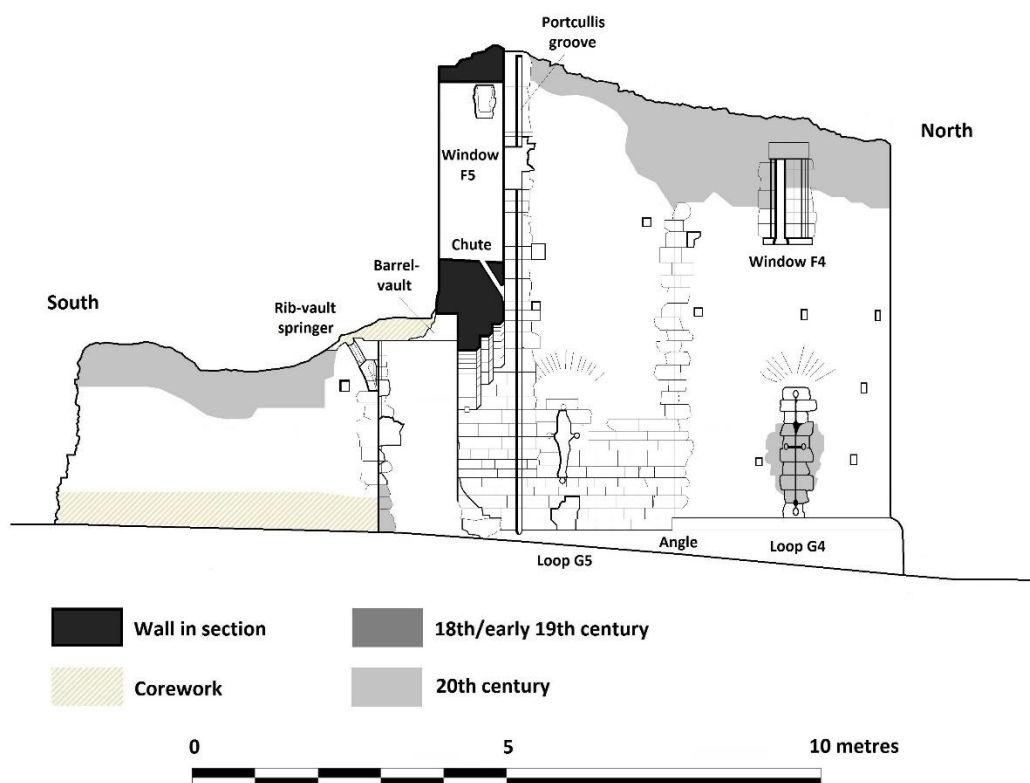 Portcullis
groove
North
Window
F5
Chute
Barrel-
vault
South
Rib-vault
springer
Window F4
Angle
Loop G4
Loop G5
Wall in section
18th/early 19th century
Corework
20th century
0
5
10 metres